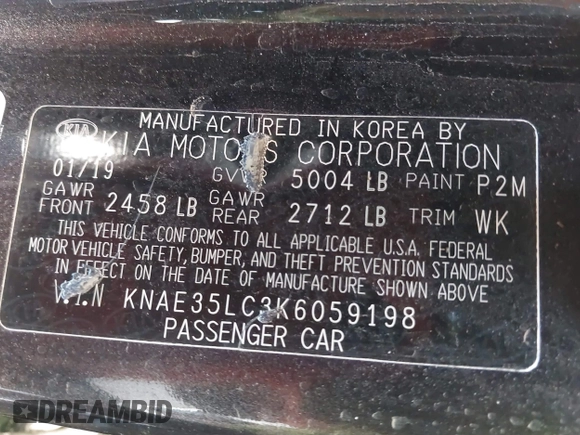 MANUFACTURED IN KOREA BY
KIA KIA MOTORS CORPORATION
01/19 GVWR 5004 LB PAINT P2M
GAWR FRONT 2458 LB GAWR REAR 2712 LB TRIM WK
THIS VEHICLE CONFORMS TO ALL APPLICABLE U.S.A. FEDERAL
MOTOR VEHICLE SAFETY, BUMPER, AND THEFT PREVENTION STANDARDS
IN EFFECT ON THE DATE OF MANUFACTURE SHOWN ABOVE
V.I.N KNAE35LC3K6059198
PASSENGER CAR
DREAMBID